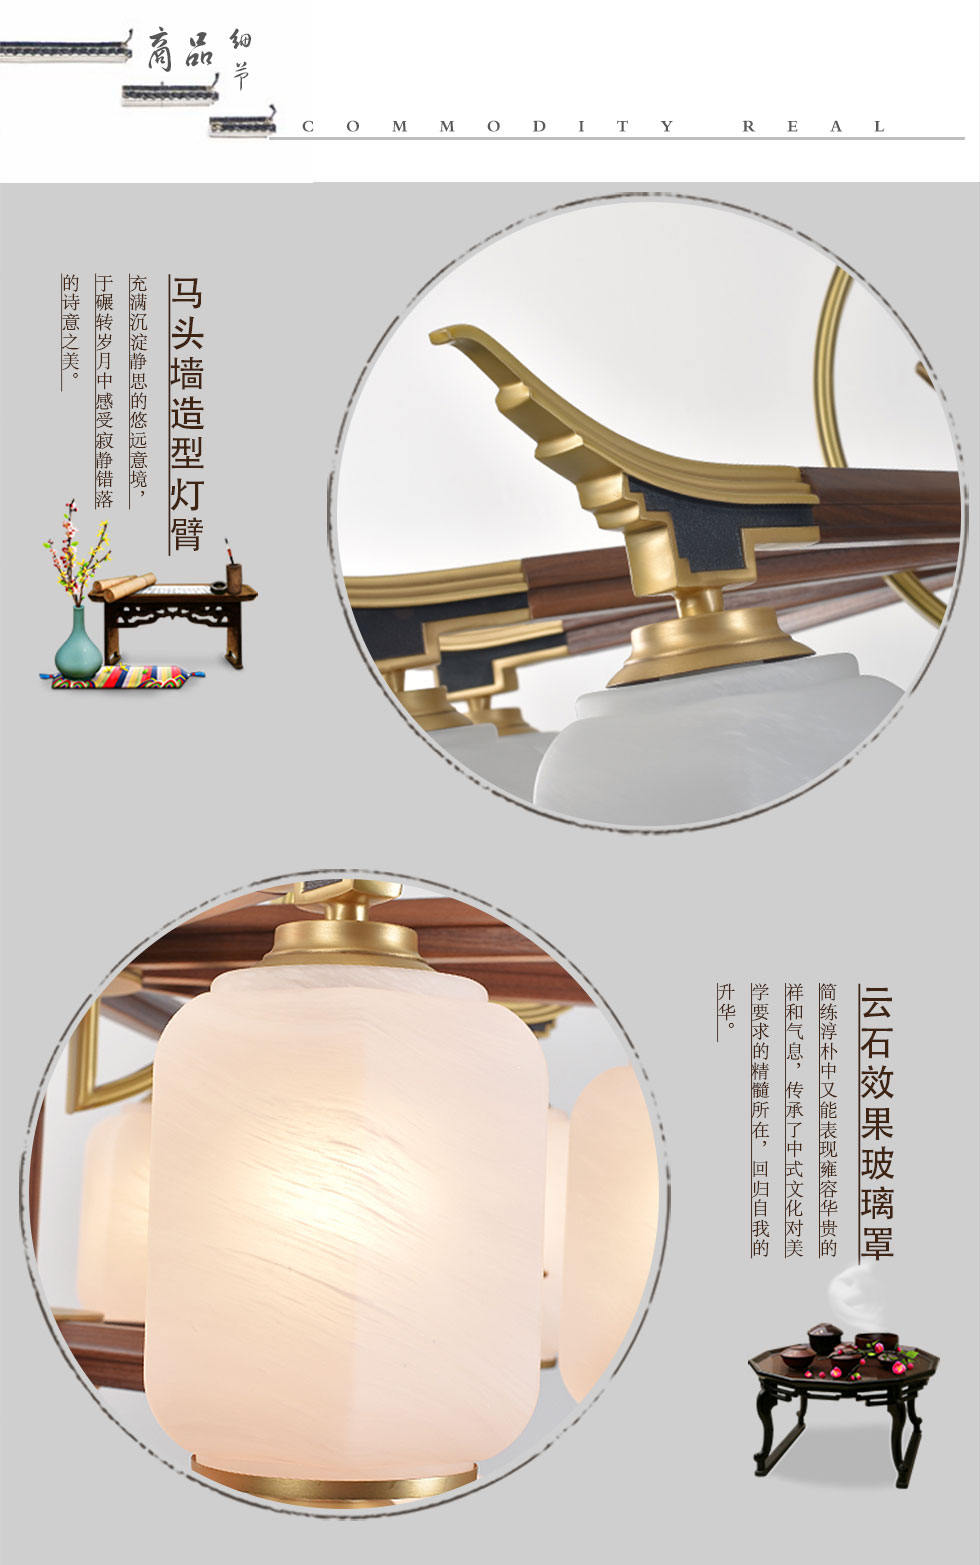 商品
细节
COMMODITY REAL
马头墙造型灯臂
充满沉淀静思的悠远意境，
于碾转岁月中感受寂静错落
的诗意之美。
云石效果玻璃罩
简练淳朴中又能表现雍容华贵的
祥和气息，传承了中式文化对美
学要求的精髓所在，回归自我的
升华。